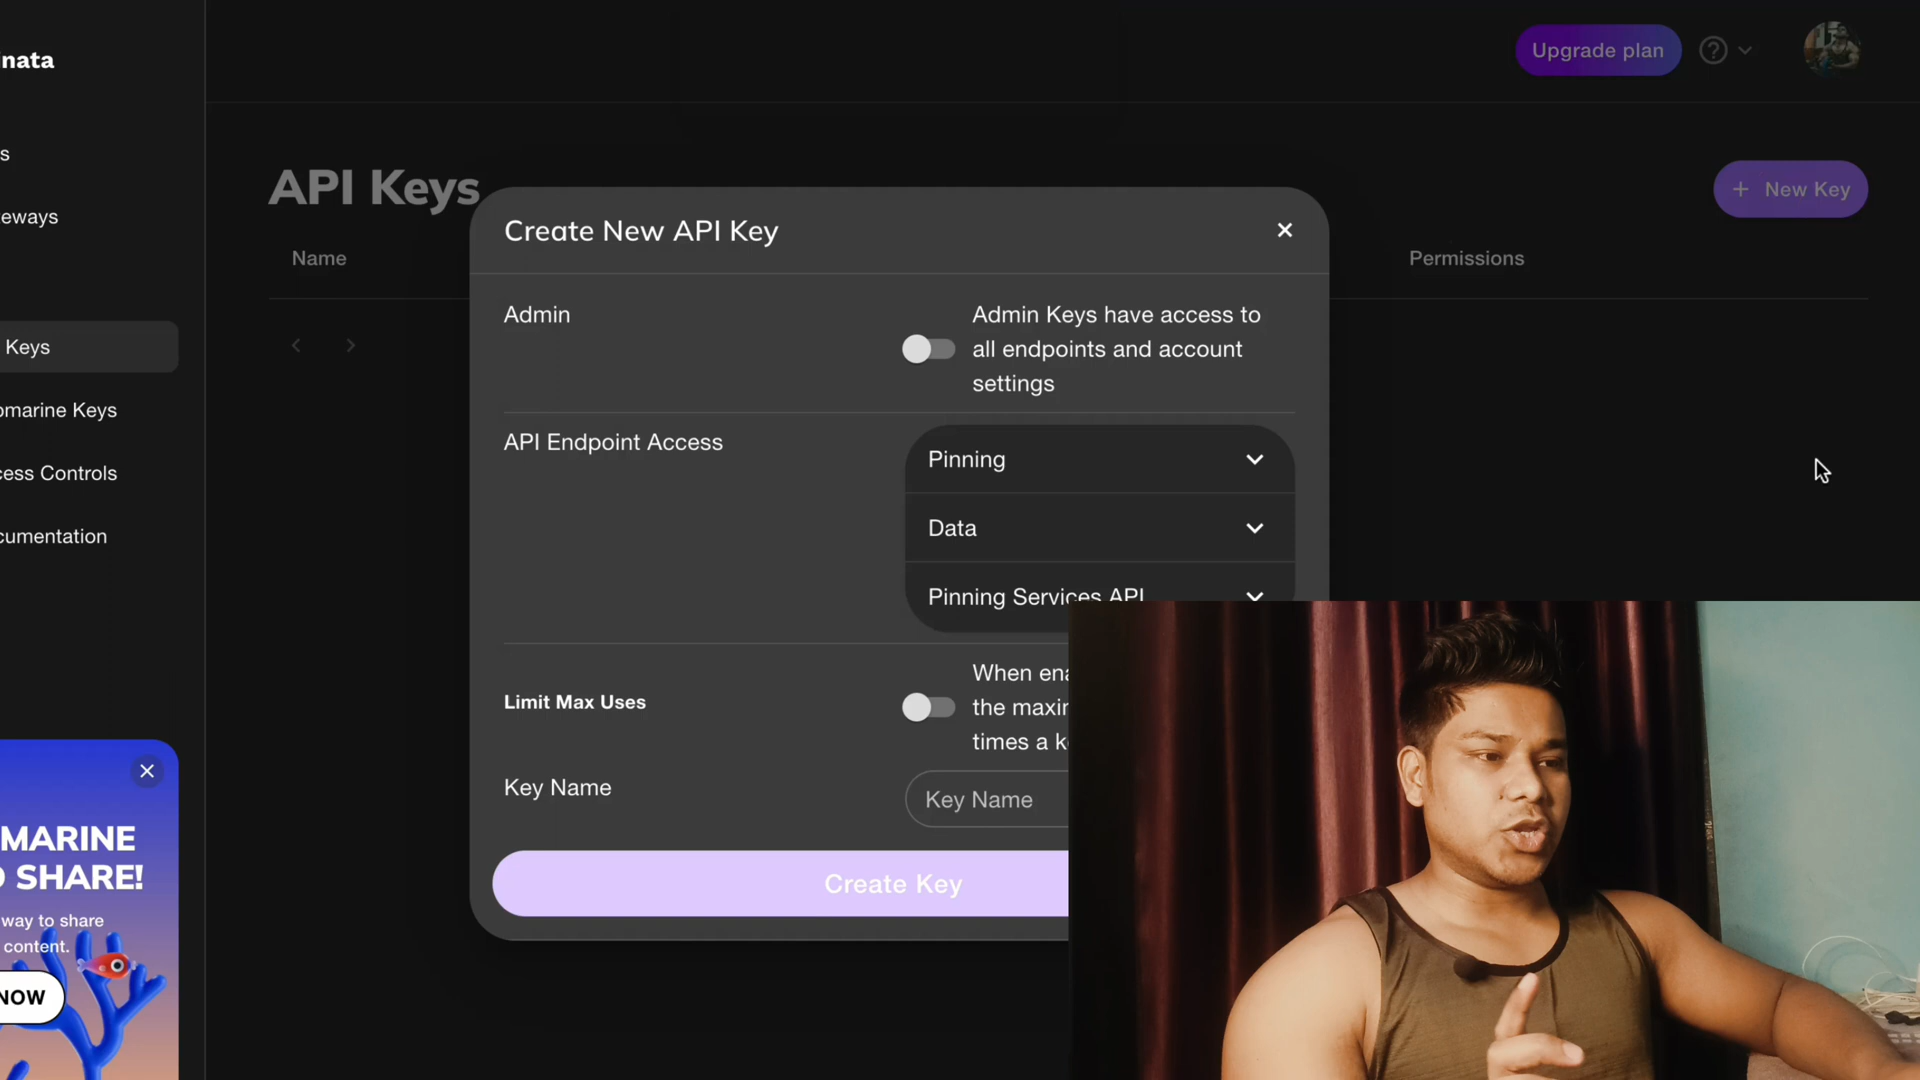 nata
Upgrade plan
s
API Keys
+ New Key
eways
Create New API Key
Name
Permissions
Admin
Admin Keys have access to
all endpoints and account
settings
Keys
marine Keys
API Endpoint Access
Pinning
cess Controls
Data
cumentation
Pinning Services API
When ena
Limit Max Uses
the maxin
times a k
Key Name
Key Name
MARINE
SHARE!
Create Key
way to share
content.
NOW